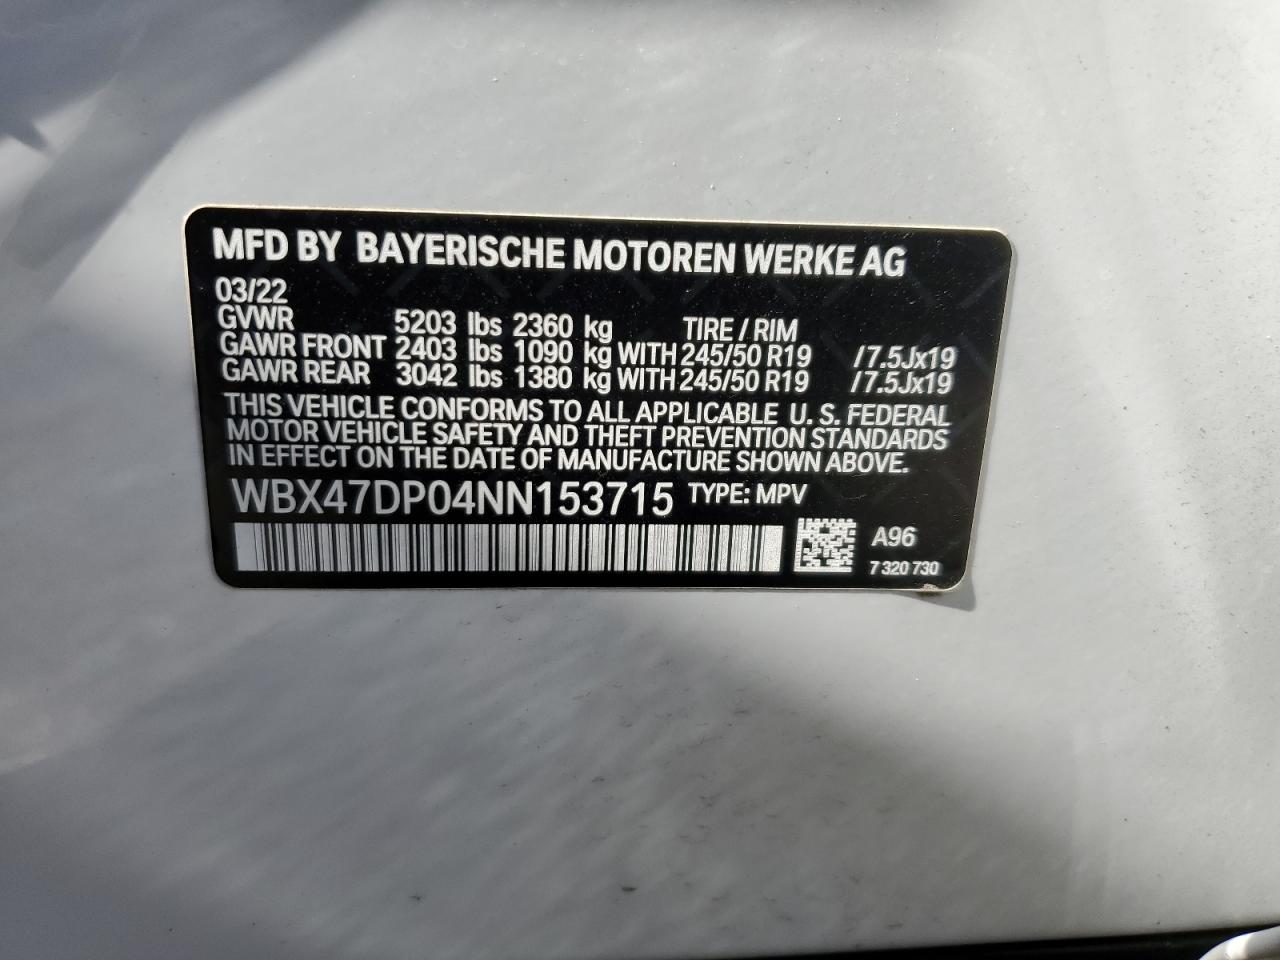 MFD BY BAYERISCHE MOTOREN WERKE AG
03/22
GVWR 5203 lbs 2360 kg TIRE / RIM
GAWR FRONT 2403 lbs 1090 kg WITH 245/50 R19 /7.5Jx19
GAWR REAR 3042 lbs 1380 kg WITH 245/50 R19 /7.5Jx19
THIS VEHICLE CONFORMS TO ALL APPLICABLE U. S. FEDERAL
MOTOR VEHICLE SAFETY AND THEFT PREVENTION STANDARDS
IN EFFECT ON THE DATE OF MANUFACTURE SHOWN ABOVE.
WBX47DP04NN153715 TYPE: MPV
A96
7 320 730